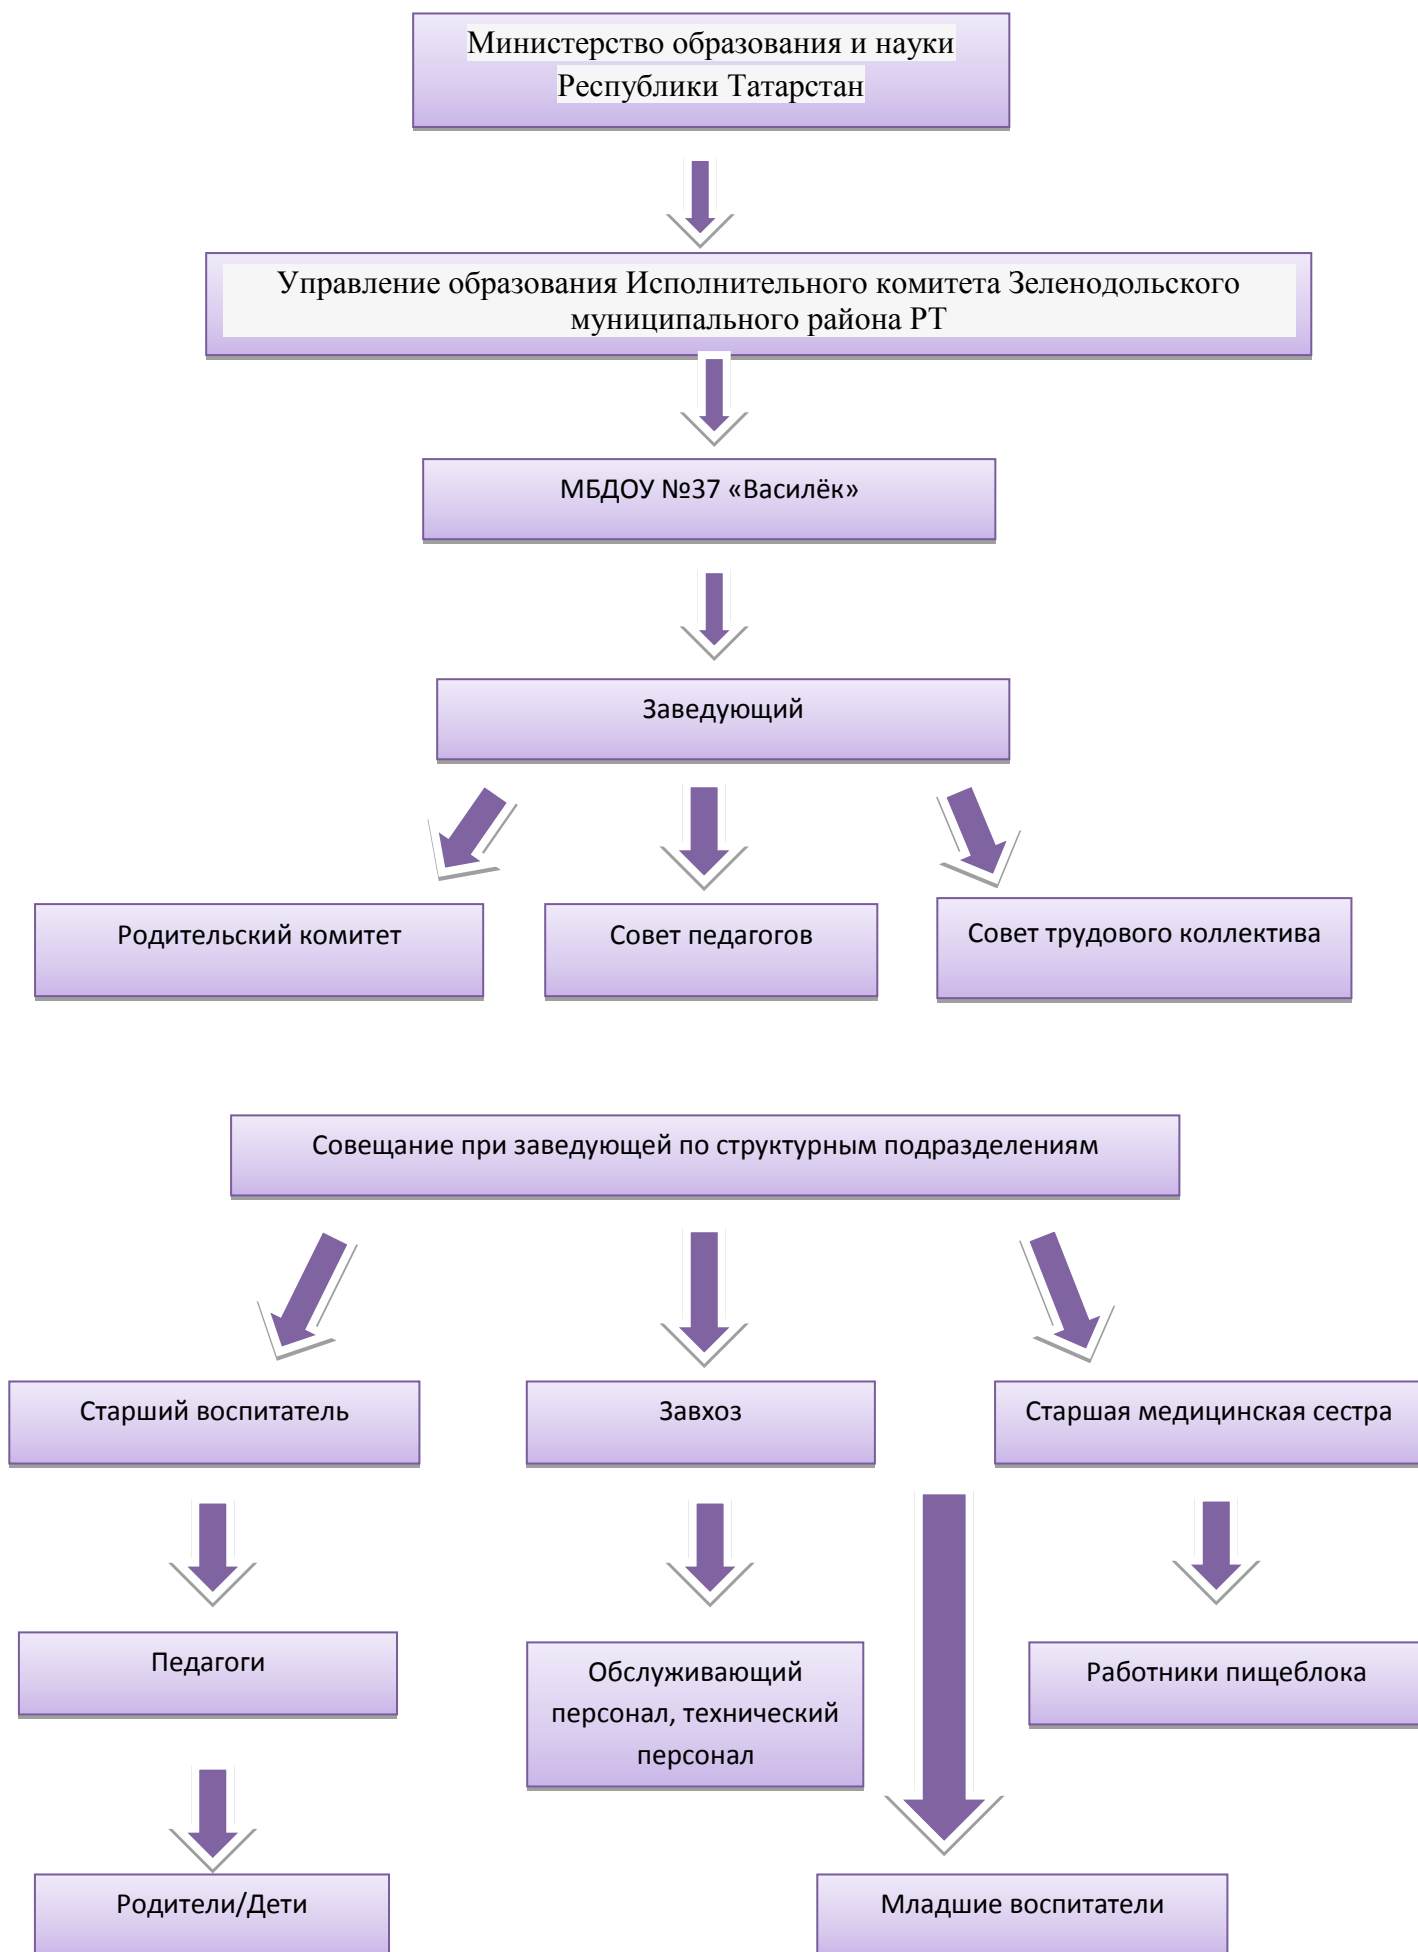 Министерство образования и науки
Республики Татарстан
Управление образования Исполнительного комитета Зеленодольского
муниципального района РТ
МБДОУ №37 «Василёк»
Заведующий
Родительский комитет
Совет педагогов
Совет трудового коллектива
Совещание при заведующей по структурным подразделениям
Старший воспитатель
Завхоз
Старшая медицинская сестра
Педагоги
Обслуживающий
персонал, технический
персонал
Работники пищеблока
Родители/Дети
Младшие воспитатели